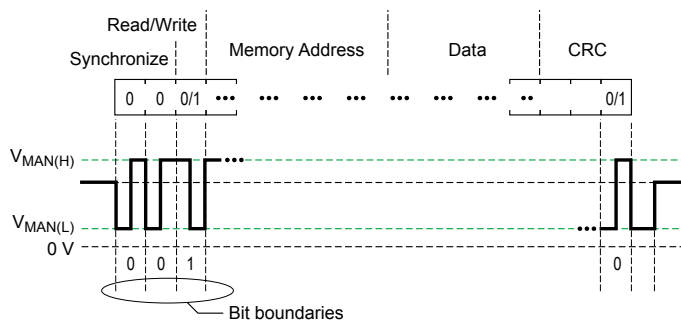 Read/Write
Synchronize Memory Address Data CRC
0 0 0/1 ••• ••• ••• ••• ••• ••• ••• •• 0/1
VMAN(H)
•••
VMAN(L)
•••
0 V
0 0 1 0
Bit boundaries